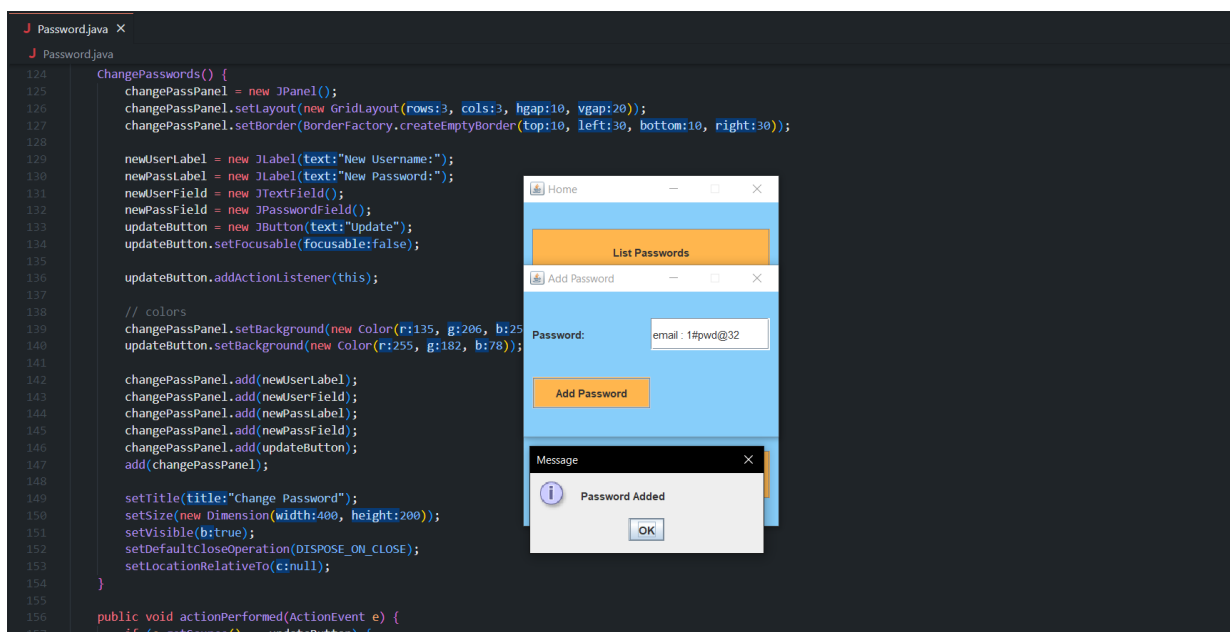 J Password.java ×
J Password.java
124 ChangePasswords() {
125 changePassPanel = new JPanel();
126 changePassPanel.setLayout(new GridLayout(rows:3, cols:3, hgap:10, vgap:20));
127 changePassPanel.setBorder(BorderFactory.createEmptyBorder(top:10, left:30, bottom:10, right:30));
128
129 newUserLabel = new JLabel(text:"New Username:");
130 newPassLabel = new JLabel(text:"New Password:");
131 newUserField = new JTextField();
132 newPassField = new JPasswordField();
133 updateButton = new JButton(text:"Update");
134 updateButton.setFocusable(focusable:false);
135
136 updateButton.addActionListener(this);
137
138 // colors
139 changePassPanel.setBackground(new Color(r:135, g:206, b:25
140 updateButton.setBackground(new Color(r:255, g:182, b:78));
141
142 changePassPanel.add(newUserLabel);
143 changePassPanel.add(newUserField);
144 changePassPanel.add(newPassLabel);
145 changePassPanel.add(newPassField);
146 changePassPanel.add(updateButton);
147 add(changePassPanel);
148
149 setTitle(title:"Change Password");
150 setSize(new Dimension(width:400, height:200));
151 setVisible(b:true);
152 setDefaultCloseOperation(DISPOSE_ON_CLOSE);
153 setLocationRelativeTo(c:null);
154 }
155
156 public void actionPerformed(ActionEvent e) {
Home
List Passwords
Add Password
Password:
email : 1#pwd@32
Add Password
Message
Password Added
OK